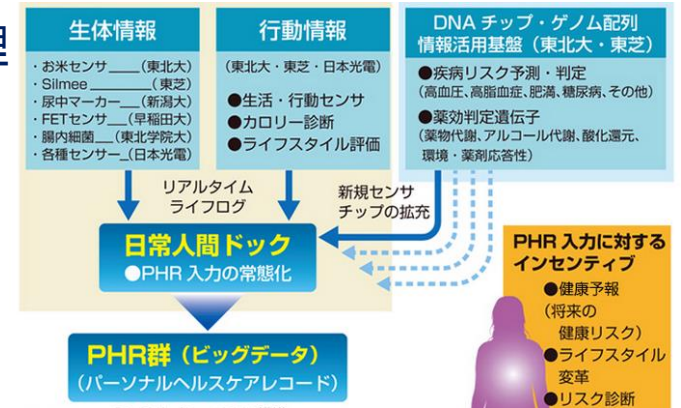 理
生体情報
・お米センサ____(東北大)
・Silmee__________(東芝)
・尿中マーカー___(新潟大)
・FETセンサ___(早稲田大)
・腸内細菌___(東北学院大)
・各種センサー_(日本光電)
行動情報
(東北大・東芝・日本光電)
●生活・行動センサ
●カロリー診断
●ライフスタイル評価
DNA チップ・ゲノム配列
情報活用基盤（東北大・東芝）
●疾病リスク予測・判定
(高血圧、高脂血症、肥満、糖尿病、その他)
●薬効判定遺伝子
(薬物代謝、アルコール代謝、酸化還元、
環境・薬剤応答性)
リアルタイム
ライフログ
新規センサ
チップの拡充
日常人間ドック
●PHR 入力の常態化
PHR群（ビッグデータ）
(パーソナルヘルスケアレコード)
PHR 入力に対する
インセンティブ
●健康予報
(将来の
健康リスク)
●ライフスタイル
変革
●リスク診断